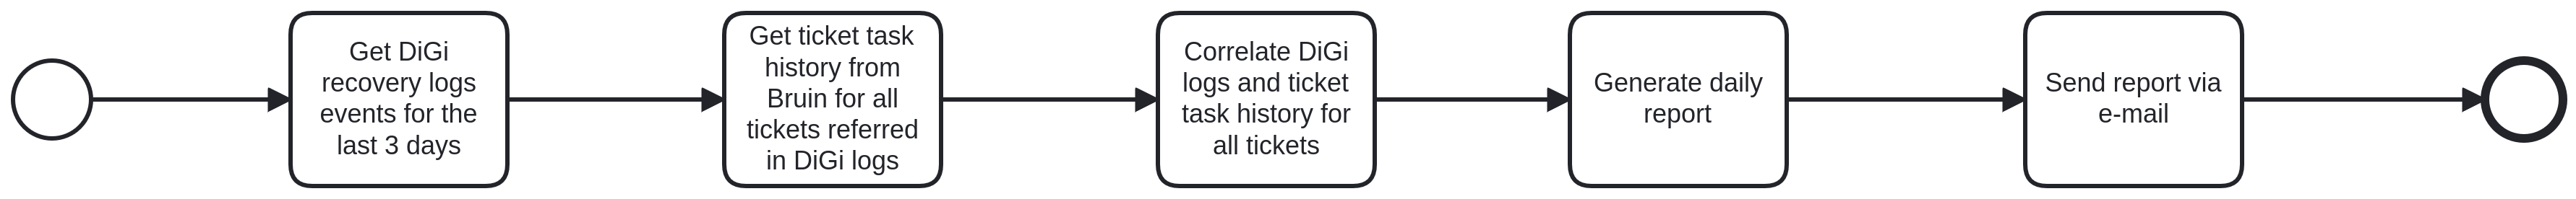 Get DiGi
recovery logs
events for the
last 3 days
Get ticket task
history from
Bruin for all
tickets referred
in DiGi logs
Correlate DiGi
logs and ticket
task history for
all tickets
Generate daily
report
Send report via
e-mail